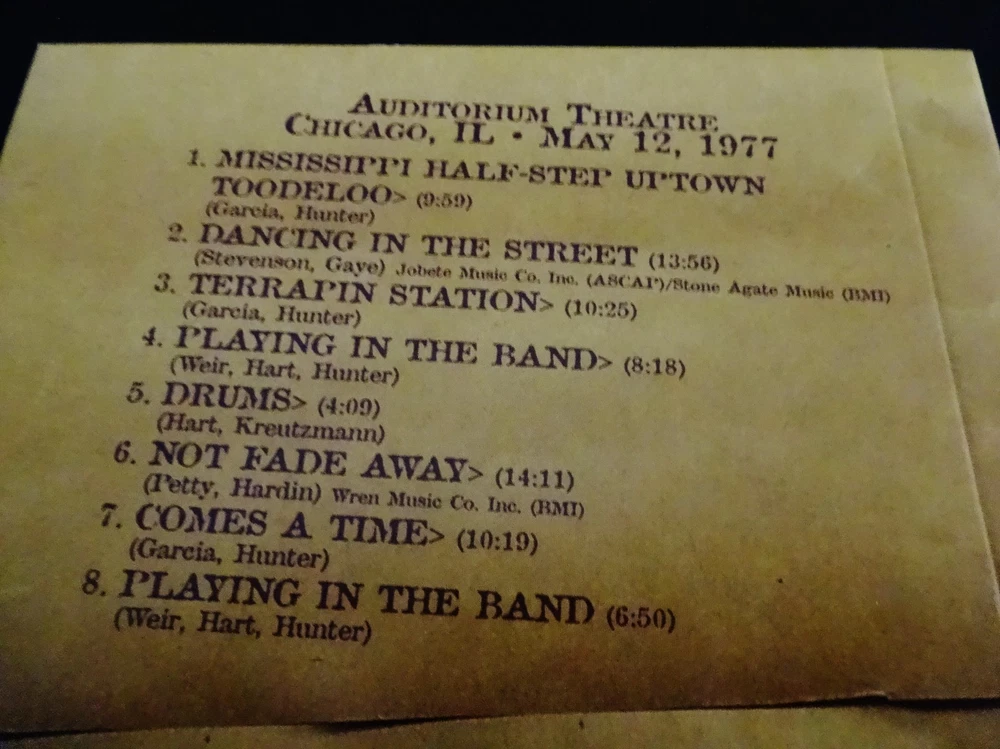 AUDITORIUM THEATRE
CHICAGO, IL • MAY 12, 1977
1. MISSISSIPPI HALF-STEP UPTOWN
TOODELOO> (9:59)
(Garcia, Hunter)
2. DANCING IN THE STREET (13:56)
(Stevenson, Gaye) Jobete Music Co. Inc. (ASCAP)/Stone Agate Music (BMI)
3. TERRAPIN STATION> (10:25)
(Garcia, Hunter)
4. PLAYING IN THE BAND> (8:18)
(Weir, Hart, Hunter)
5. DRUMS> (4:09)
(Hart, Kreutzmann)
6. NOT FADE AWAY> (14:11)
(Petty, Hardin) Wren Music Co. Inc. (BMI)
7. COMES A TIME> (10:19)
(Garcia, Hunter)
8. PLAYING IN THE BAND (6:50)
(Weir, Hart, Hunter)